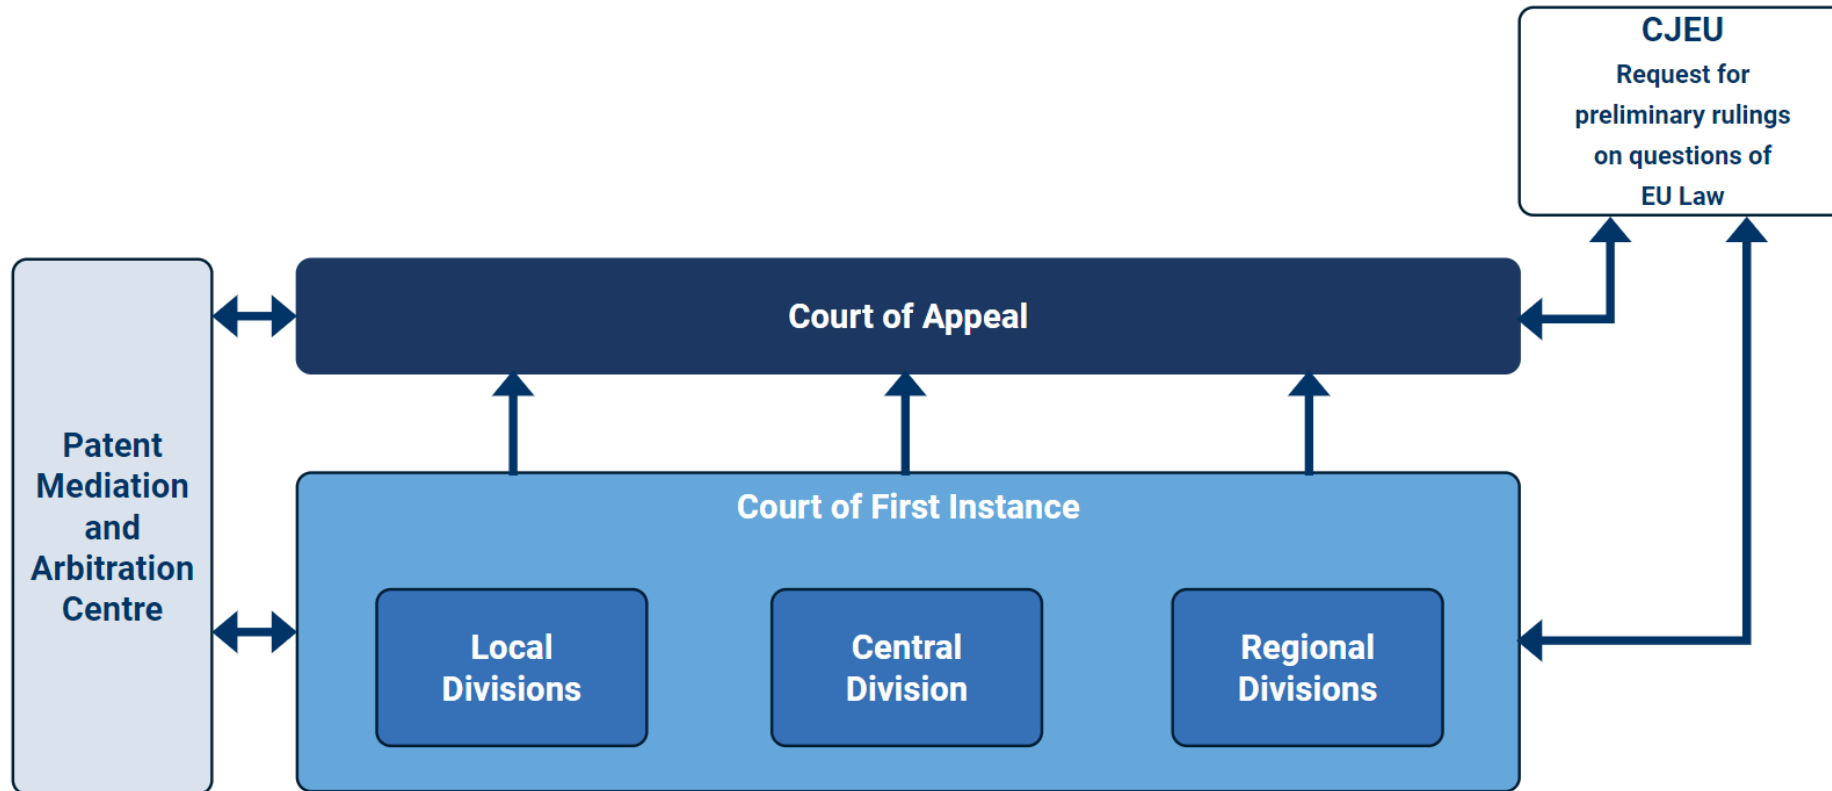 CJEU
Request for
preliminary rulings
on questions of
EU Law
Court of Appeal
Patent
Mediation
and
Arbitration
Centre
Court of First Instance
Local
Divisions
Central
Division
Regional
Divisions